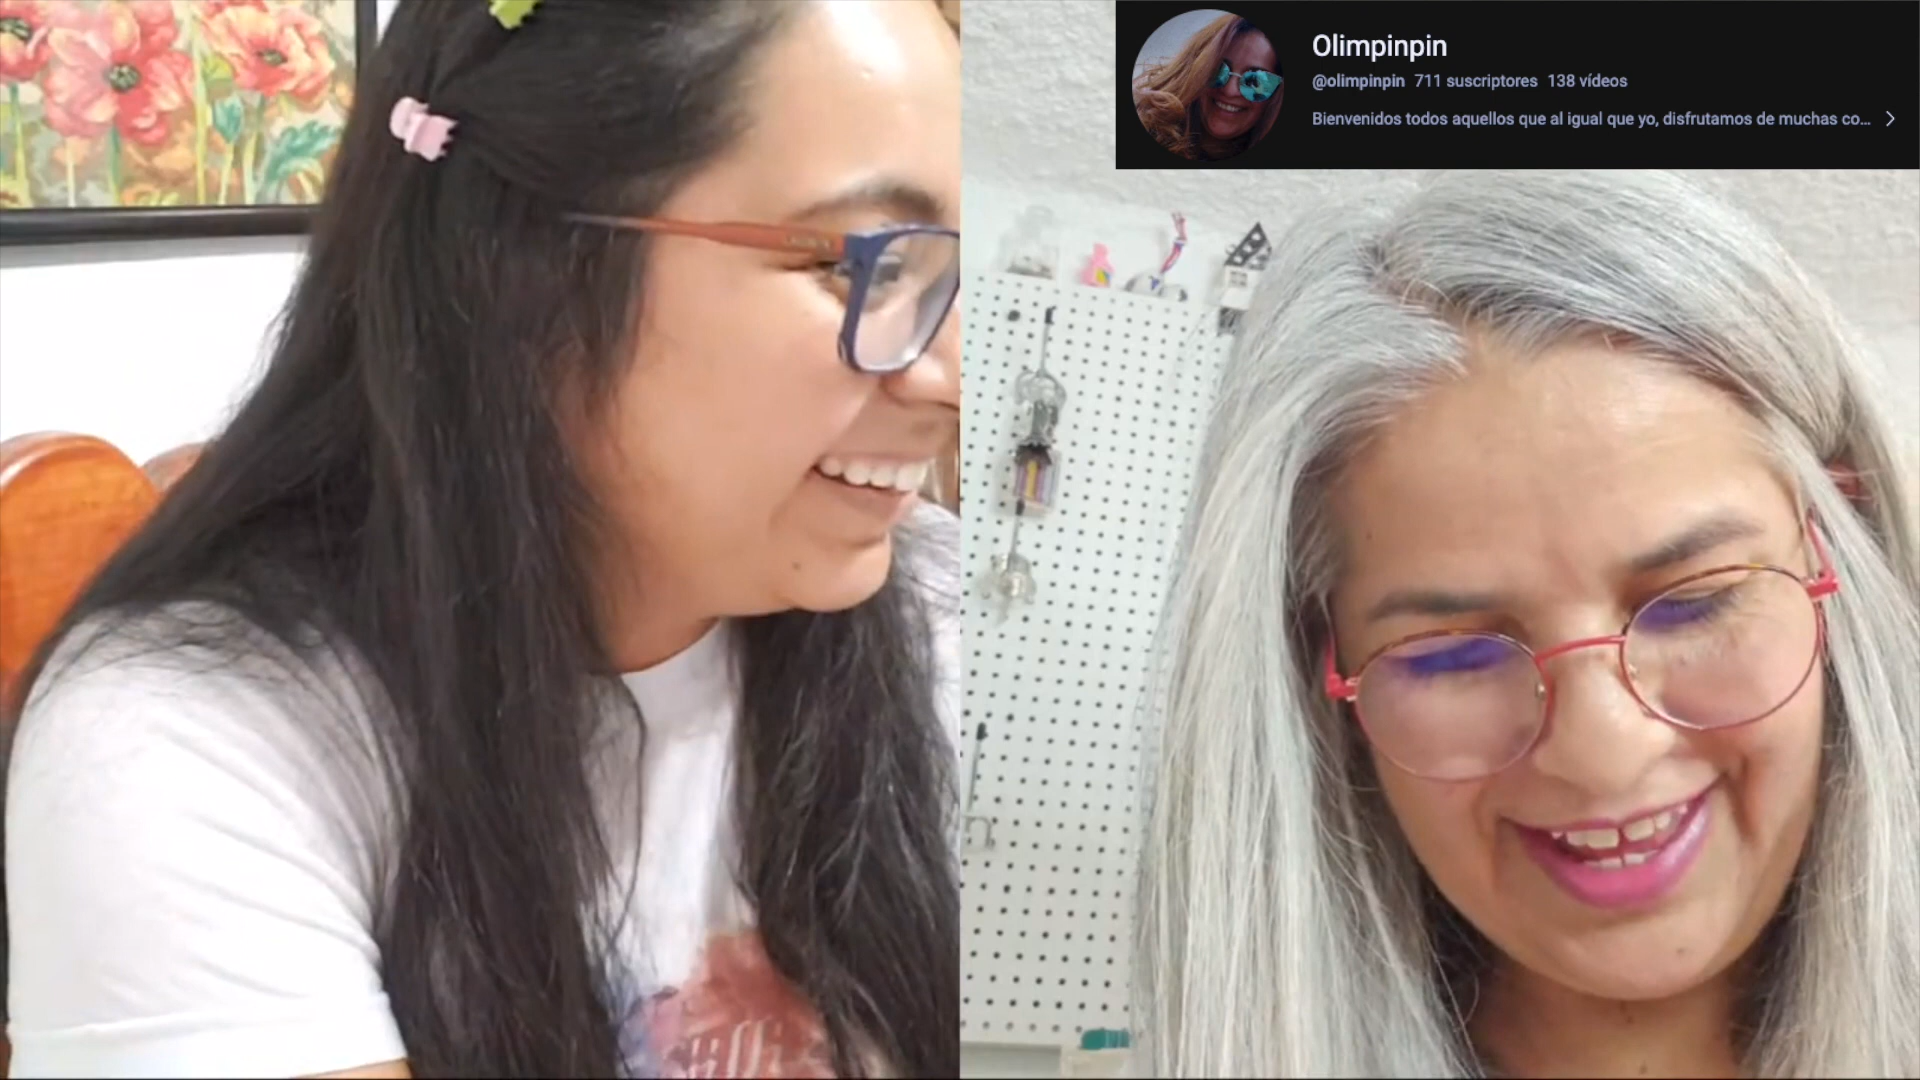 Olimpinpin
@olimpinpin 711 suscriptores 138 vídeos
Bienvenidos todos aquellos que al igual que yo, disfrutamos de muchas co...